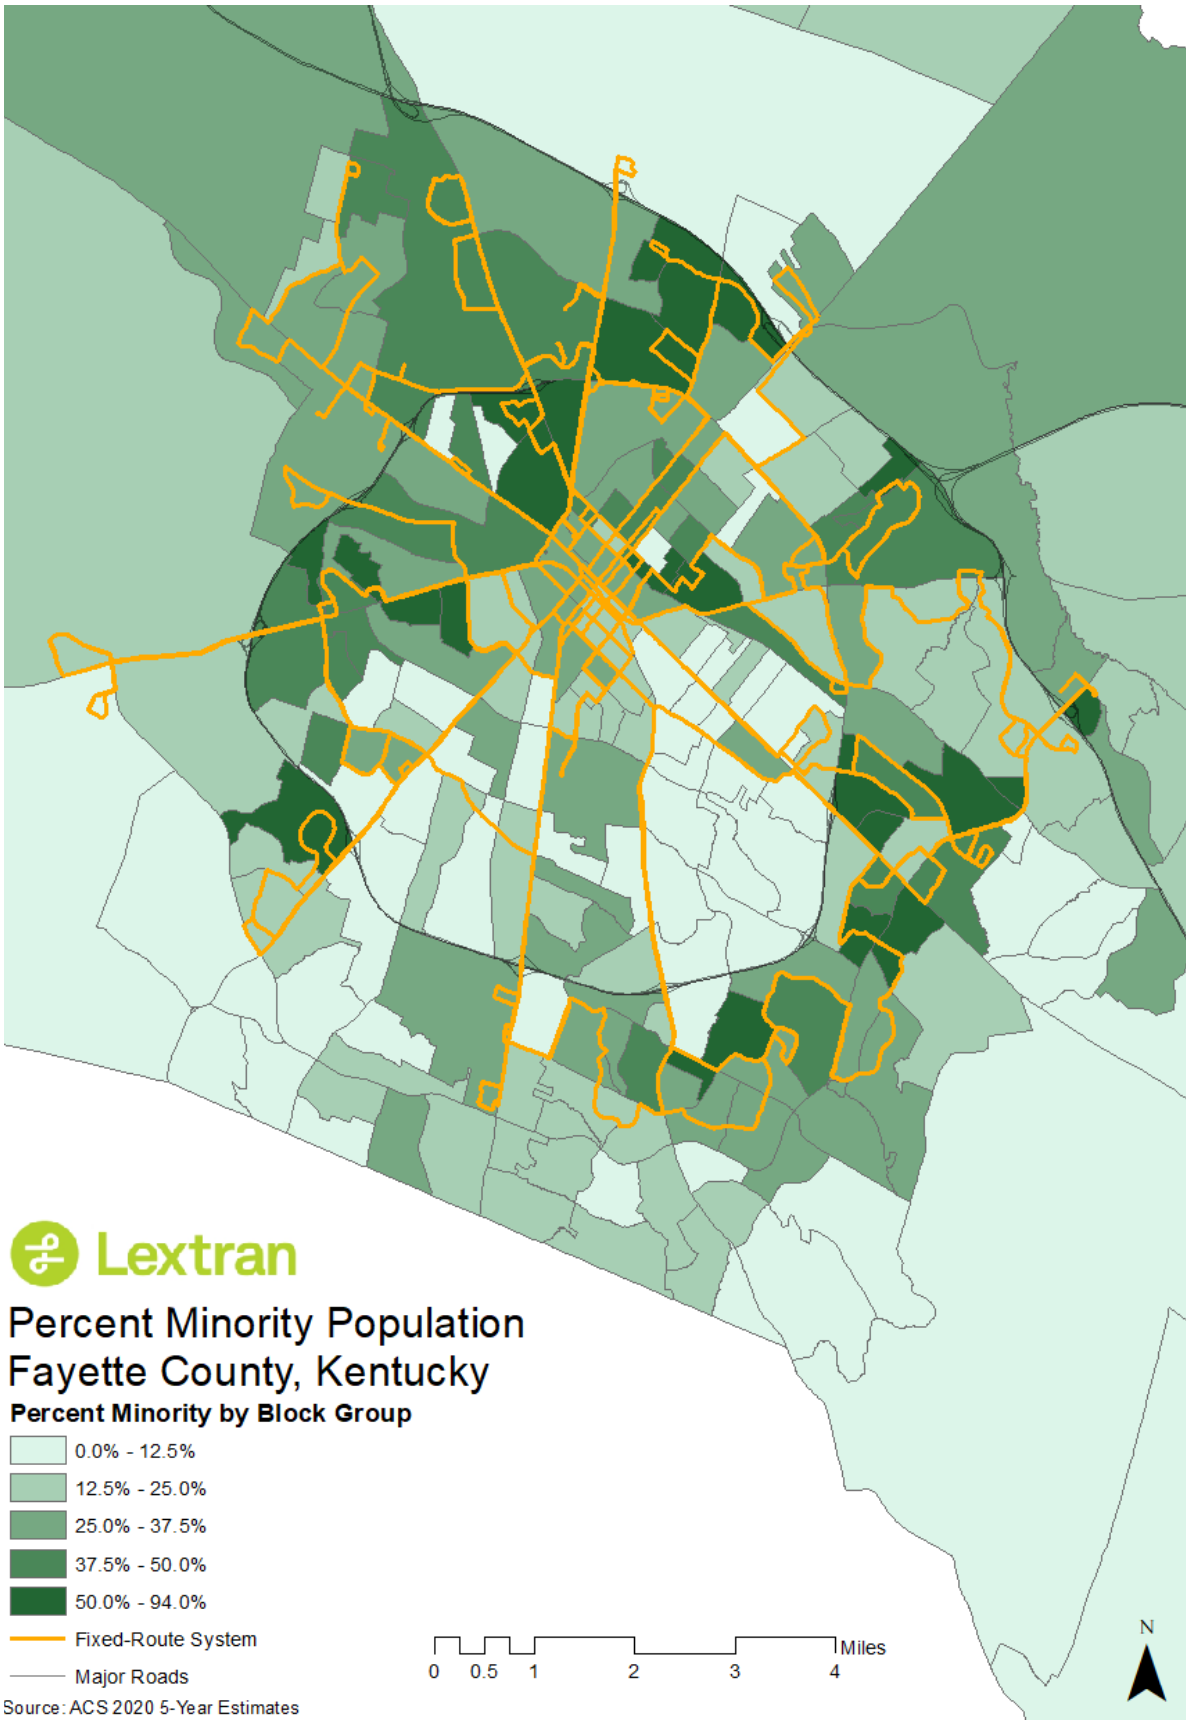 Lextran
Percent Minority Population
Fayette County, Kentucky
Percent Minority by Block Group
0.0% - 12.5%
12.5% - 25.0%
25.0% - 37.5%
37.5% - 50.0%
50.0% - 94.0%
Fixed-Route System
Major Roads
Source: ACS 2020 5-Year Estimates
0 0.5 1 2 3 4 Miles
N